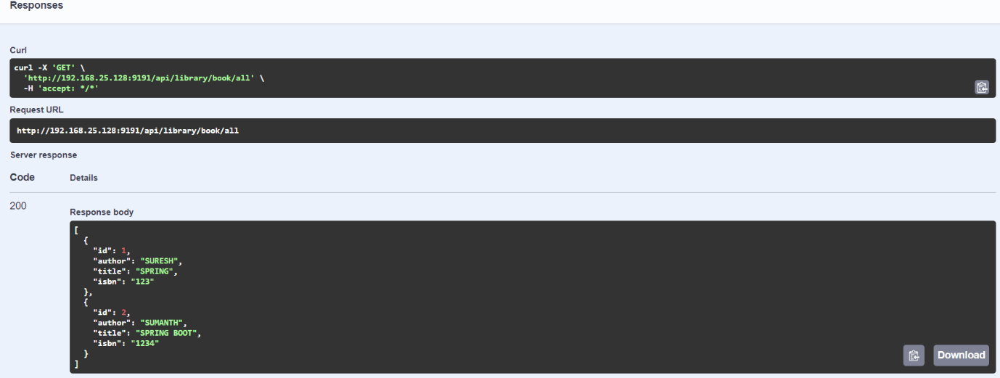 Responses
Curl
curl -X 'GET' \
  'http://192.168.25.128:9191/api/library/book/all' \
  -H 'accept: */*'
Request URL
http://192.168.25.128:9191/api/library/book/all
Server response
Code Details
200
Response body
[
  {
    "id": 1,
    "author": "SURESH",
    "title": "SPRING",
    "isbn": "123"
  },
  {
    "id": 2,
    "author": "SUMANTH",
    "title": "SPRING BOOT",
    "isbn": "1234"
  }
]
Download